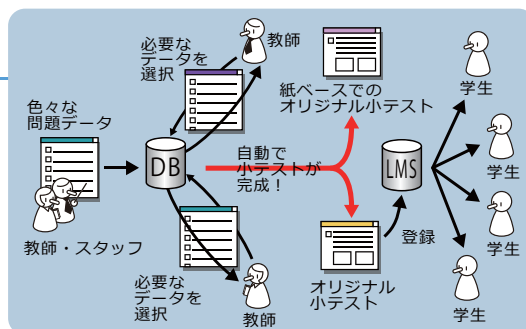 必要な
データを
選択
教師
紙ベースでの
オリジナル小テスト
学生
色々な
問題データ
DB
自動で
小テストが
完成！
LMS
学生
学生
教師・スタッフ
必要な
データを
選択
教師
オリジナル
小テスト
登録
学生